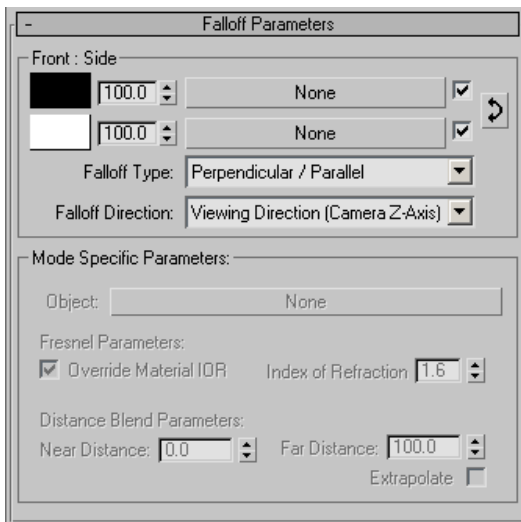 - Falloff Parameters
Front : Side
100.0 None
100.0 None
Falloff Type: Perpendicular / Parallel
Falloff Direction: Viewing Direction (Camera Z-Axis)
Mode Specific Parameters:
Object: None
Fresnel Parameters:
Override Material IOR Index of Refraction 1.6
Distance Blend Parameters:
Near Distance: 0.0 Far Distance: 100.0
Extrapolate